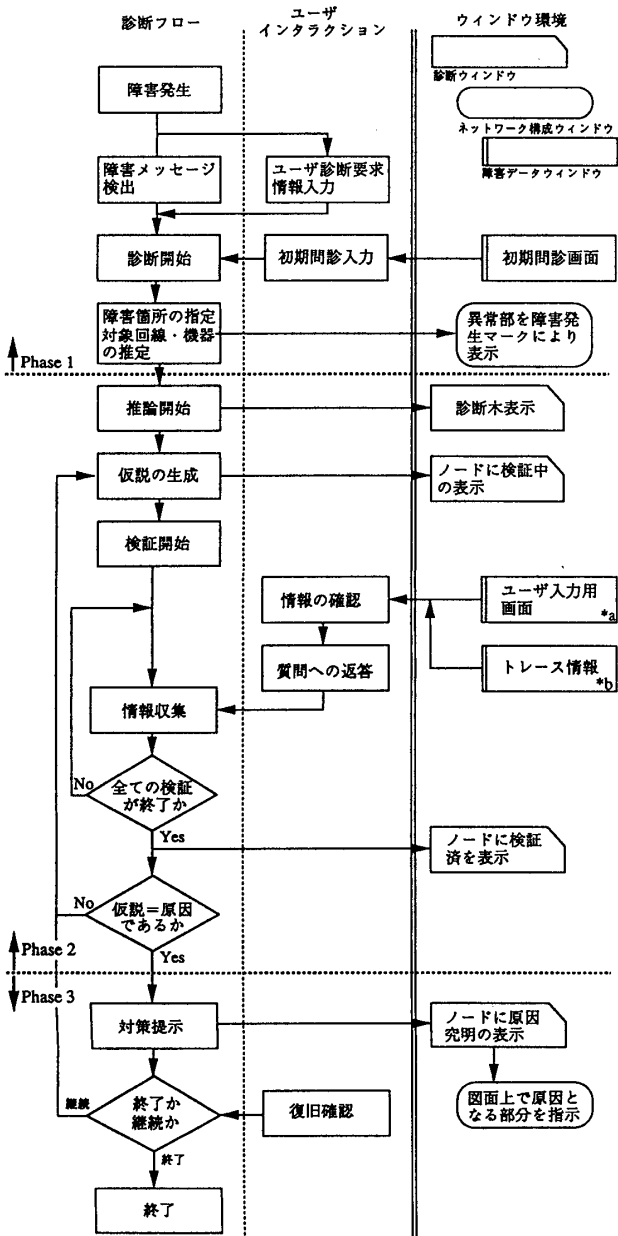 診断フロー
ユーザ
インタラクション
ウィンドウ環境
診断ウィンドウ
ネットワーク構成ウィンドウ
障害データウィンドウ
障害発生
障害メッセージ
検出
ユーザ診断要求
情報入力
診断開始
初期問診入力
初期問診画面
障害箇所の指定
対象回線・機器
の推定
異常部を障害発
生マークにより
表示
Phase 1
推論開始
診断木表示
仮説の生成
ノードに検証中
の表示
検証開始
情報の確認
ユーザ入力用
画面
*a
質問への返答
トレース情報
*b
情報収集
No
全ての検証
が終了か
Yes
ノードに検証
済を表示
No
仮説＝原因
であるか
Yes
Phase 2
Phase 3
対策提示
ノードに原因
究明の表示
継続
終了か
継続か
復旧確認
図面上で原因と
なる部分を指示
終了
終了